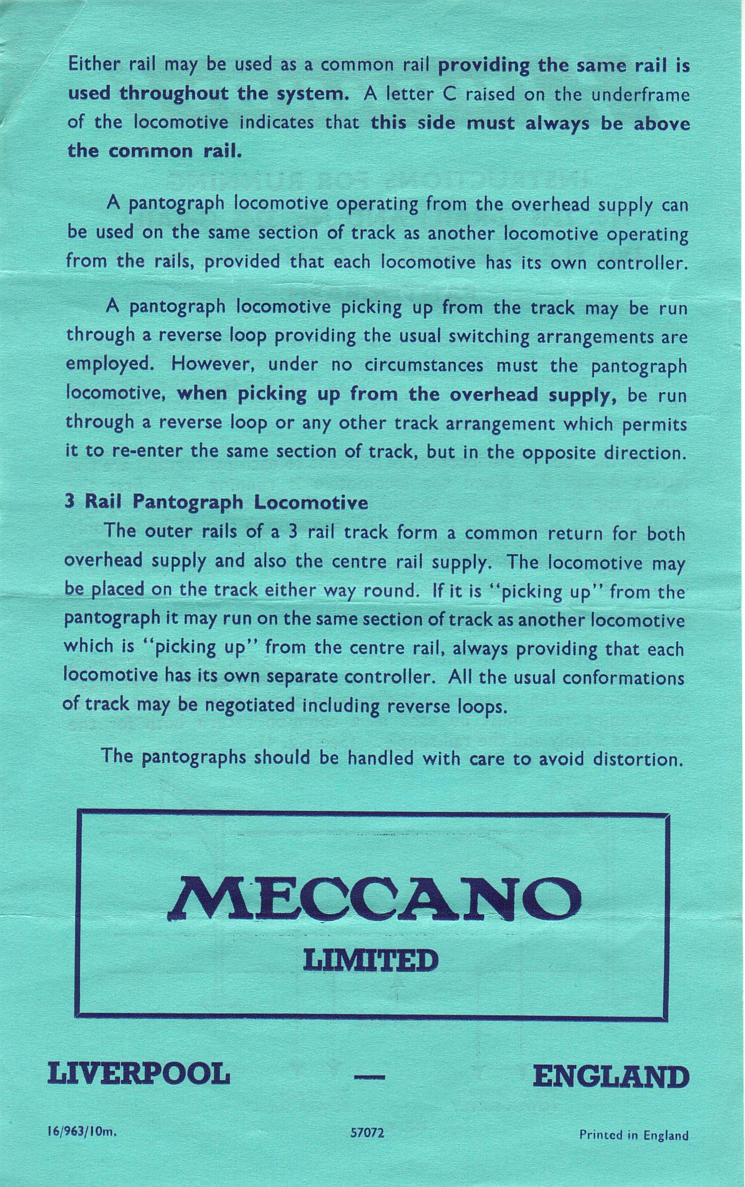 Either rail may be used as a common rail providing the same rail is
used throughout the system. A letter C raised on the underframe
of the locomotive indicates that this side must always be above
the common rail.
A pantograph locomotive operating from the overhead supply can
be used on the same section of track as another locomotive operating
from the rails, provided that each locomotive has its own controller.
A pantograph locomotive picking up from the track may be run
through a reverse loop providing the usual switching arrangements are
employed. However, under no circumstances must the pantograph
locomotive, when picking up from the overhead supply, be run
through a reverse loop or any other track arrangement which permits
it to re-enter the same section of track, but in the opposite direction.
3 Rail Pantograph Locomotive
The outer rails of a 3 rail track form a common return for both
overhead supply and also the centre rail supply. The locomotive may
be placed on the track either way round. If it is "picking up" from the
pantograph it may run on the same section of track as another locomotive
which is "picking up" from the centre rail, always providing that each
locomotive has its own separate controller. All the usual conformations
of track may be negotiated including reverse loops.
The pantographs should be handled with care to avoid distortion.
MECCANO
LIMITED
LIVERPOOL — ENGLAND
16/963/10m. 57072 Printed in England